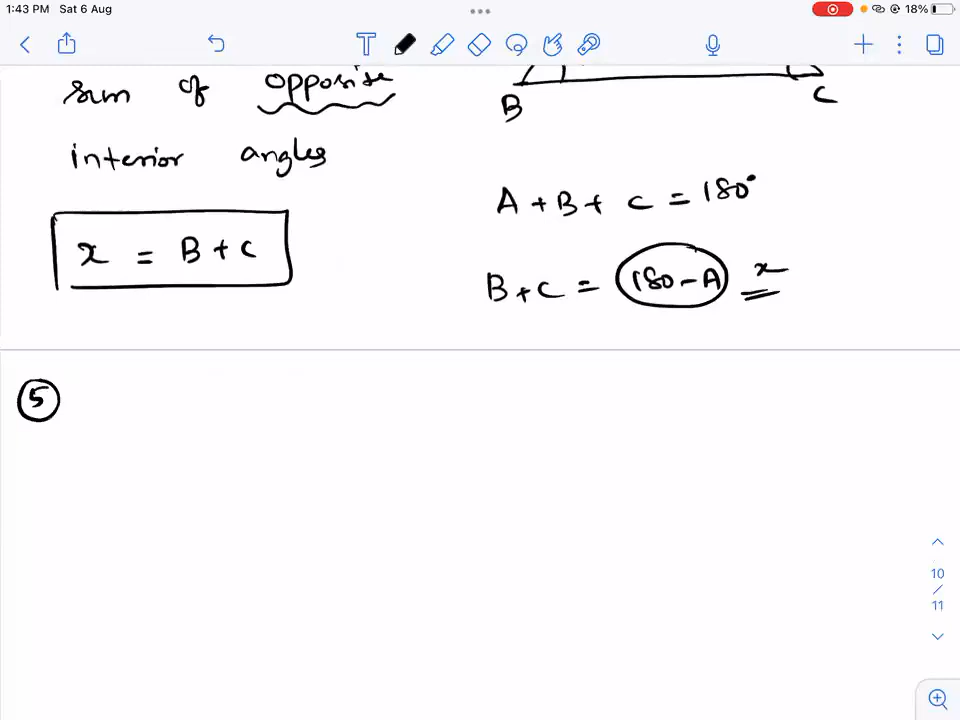 1:43 PM Sat 6 Aug
18%
T
sum of opposite
interior angles
x = B + C
B
C
A + B + C = 180°
B + C = 180 - A x
5
10
/
11